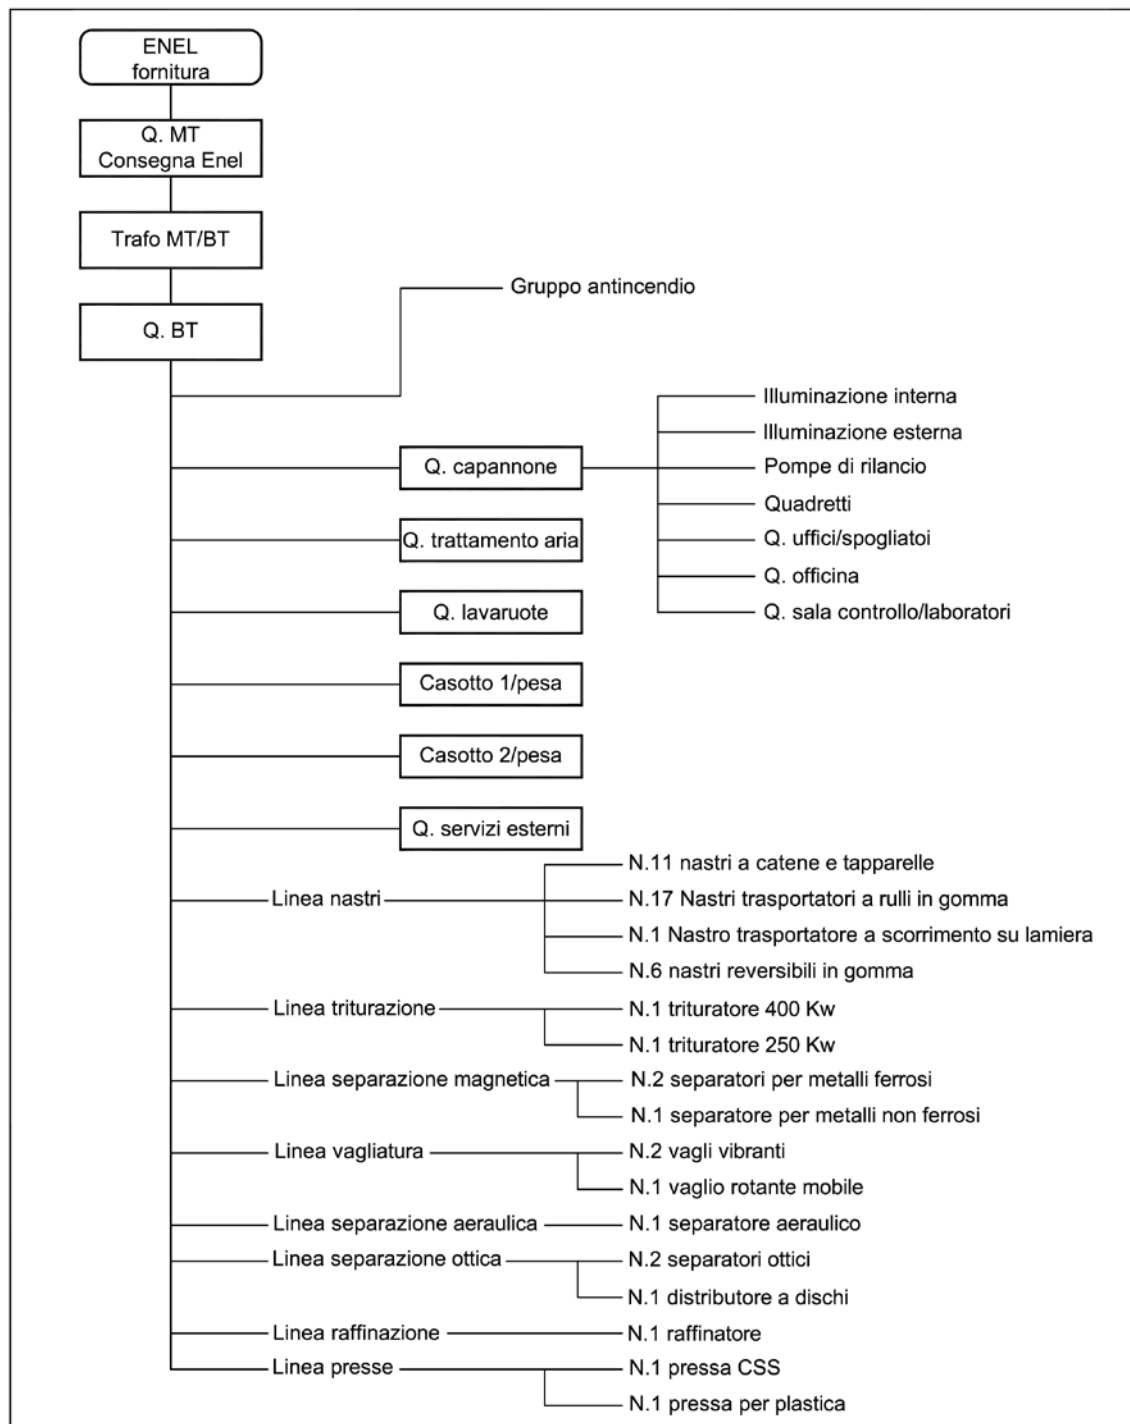 ENEL
fornitura
Q. MT
Consegna Enel
Trafo MT/BT
Q. BT
Gruppo antincendio
Q. capannone
Illuminazione interna
Illuminazione esterna
Pompe di rilancio
Quadretti
Q. uffici/spogliatoi
Q. officina
Q. sala controllo/laboratori
Q. trattamento aria
Q. lavaruote
Casotto 1/pesa
Casotto 2/pesa
Q. servizi esterni
Linea nastri
N.11 nastri a catene e tapparelle
N.17 Nastri trasportatori a rulli in gomma
N.1 Nastro trasportatore a scorrimento su lamiera
N.6 nastri reversibili in gomma
Linea triturazione
N.1 trituratore 400 Kw
N.1 trituratore 250 Kw
Linea separazione magnetica
N.2 separatori per metalli ferrosi
N.1 separatore per metalli non ferrosi
Linea vagliatura
N.2 vagli vibranti
N.1 vaglio rotante mobile
Linea separazione aeraulica
N.1 separatore aeraulico
Linea separazione ottica
N.2 separatori ottici
N.1 distributore a dischi
Linea raffinazione
N.1 raffinatore
Linea presse
N.1 pressa CSS
N.1 pressa per plastica